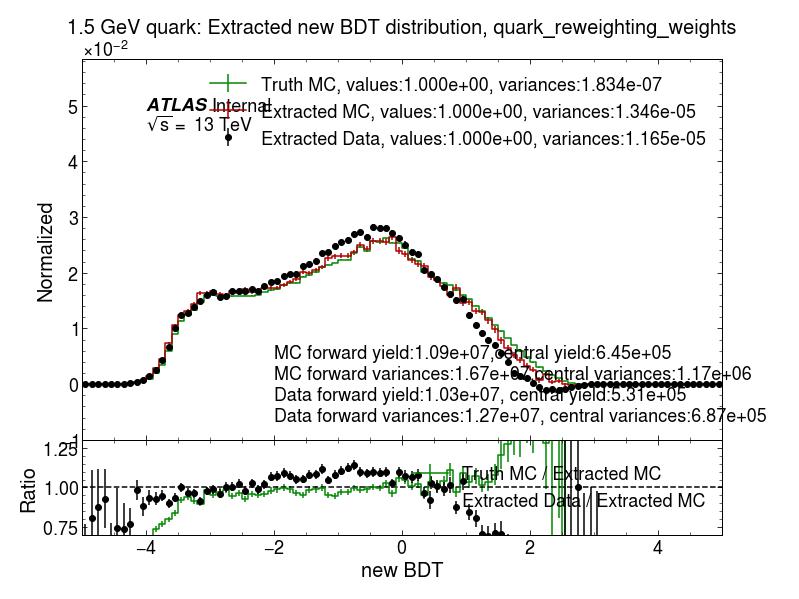 1.5 GeV quark: Extracted new BDT distribution, quark_reweighting_weights
×10⁻²
Truth MC, values:1.000e+00, variances:1.834e-07
ATLAS Internal
Extracted MC, values:1.000e+00, variances:1.346e-05
√s = 13 TeV
Extracted Data, values:1.000e+00, variances:1.165e-05
5
4
3
2
1
0
−1
Normalized
MC forward yield:1.09e+07,central yield:6.45e+05
MC forward variances:1.67e+07,central variances:1.17e+06
Data forward yield:1.03e+07, central yield:5.31e+05
Data forward variances:1.27e+07, central variances:6.87e+05
1.25
1.00
0.75
Ratio
Truth MC / Extracted MC
Extracted Data / Extracted MC
−4 −2 0 2 4
new BDT